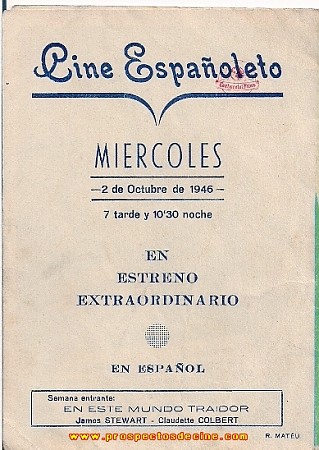 Cine Españoleto
MIERCOLES
2 de Octubre de 1946
7 tarde y 10'30 noche
EN
ESTRENO
EXTRAORDINARIO
EN ESPAÑOL
Semana entrante:
EN ESTE MUNDO TRAIDOR
James STEWART - Claudette COLBERT
R. MATEU
www.prospectosdecine.com